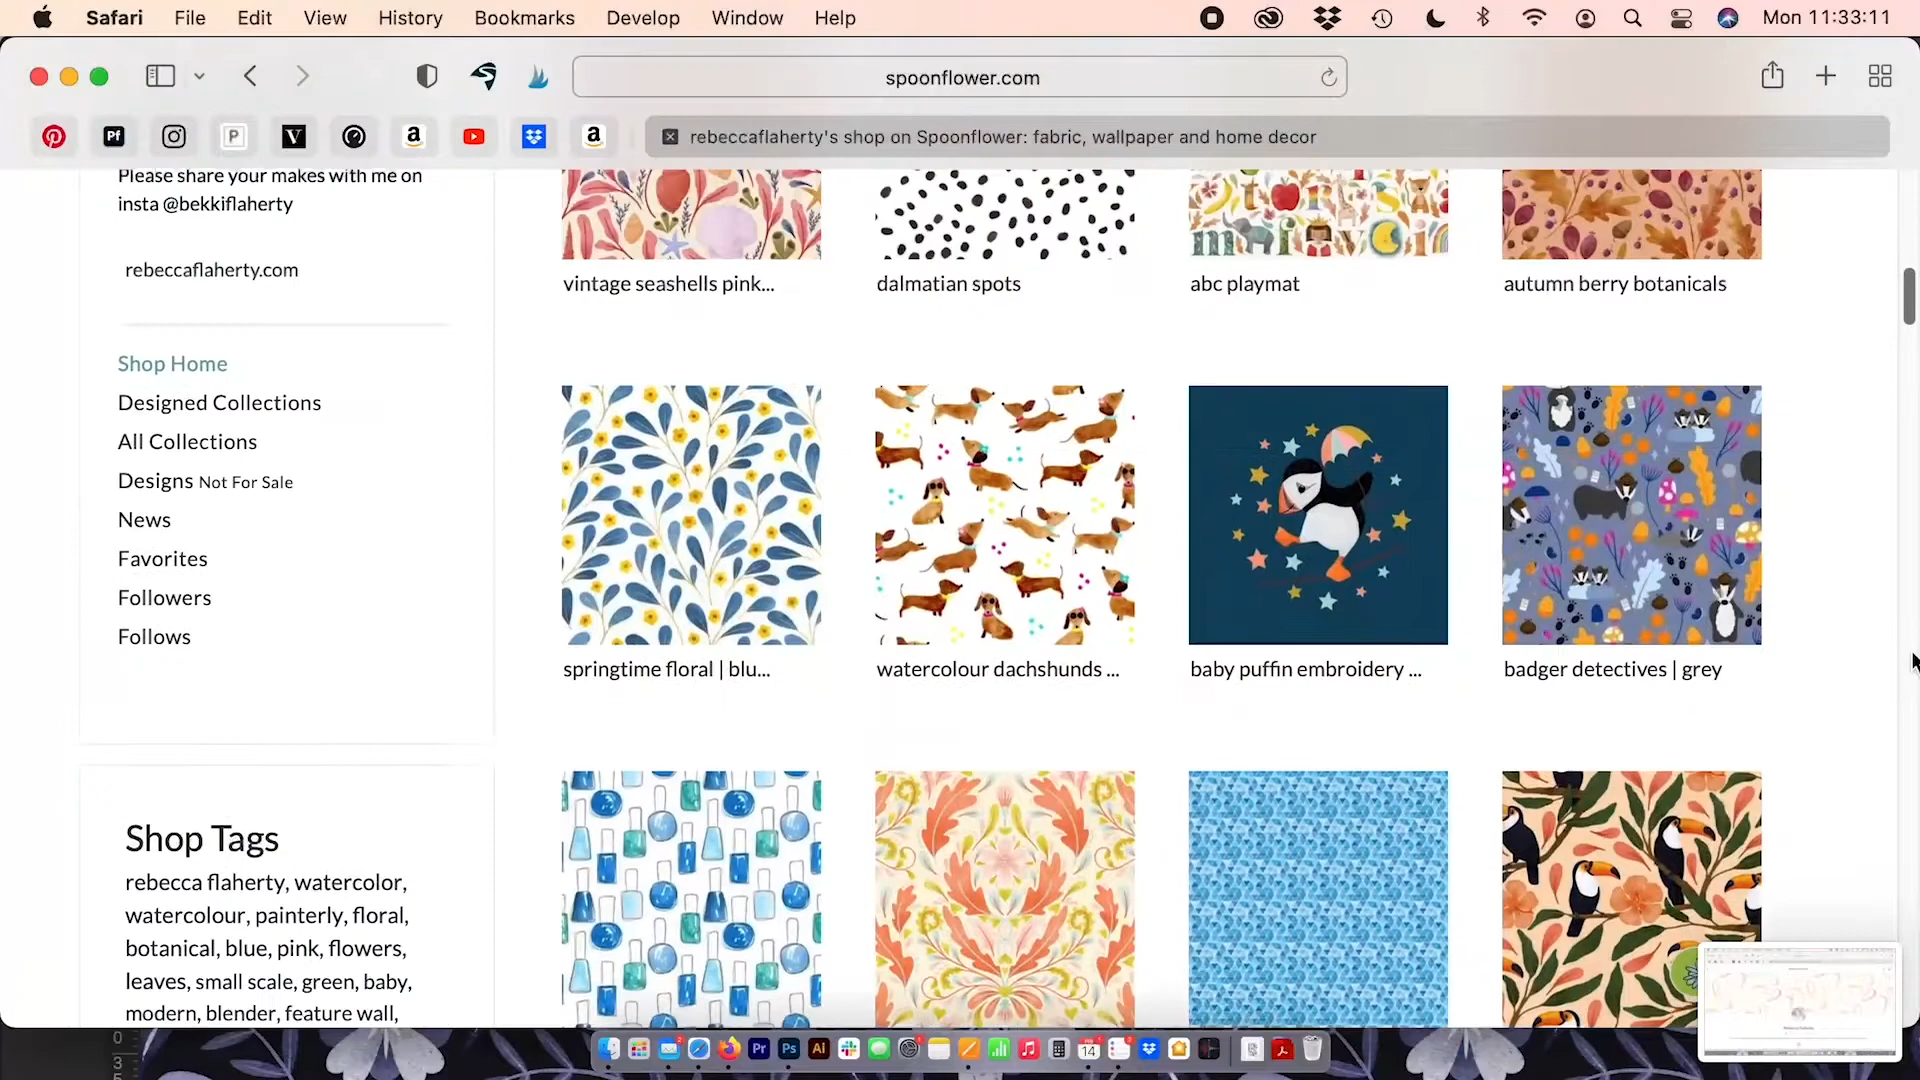 Safari File Edit View History Bookmarks Develop Window Help Mon 11:33:11
spoonflower.com
rebeccaflaherty's shop on Spoonflower: fabric, wallpaper and home decor
Please share your makes with me on
insta @bekkiflaherty
rebeccaflaherty.com
Shop Home
Designed Collections
All Collections
Designs Not For Sale
News
Favorites
Followers
Follows
Shop Tags
rebecca flaherty, watercolor,
watercolour, painterly, floral,
botanical, blue, pink, flowers,
leaves, small scale, green, baby,
modern, blender, feature wall,
vintage seashells pink...
dalmatian spots
abc playmat
autumn berry botanicals
springtime floral | blu...
watercolour dachshunds ...
baby puffin embroidery ...
badger detectives | grey
Pr Ps Ai
14